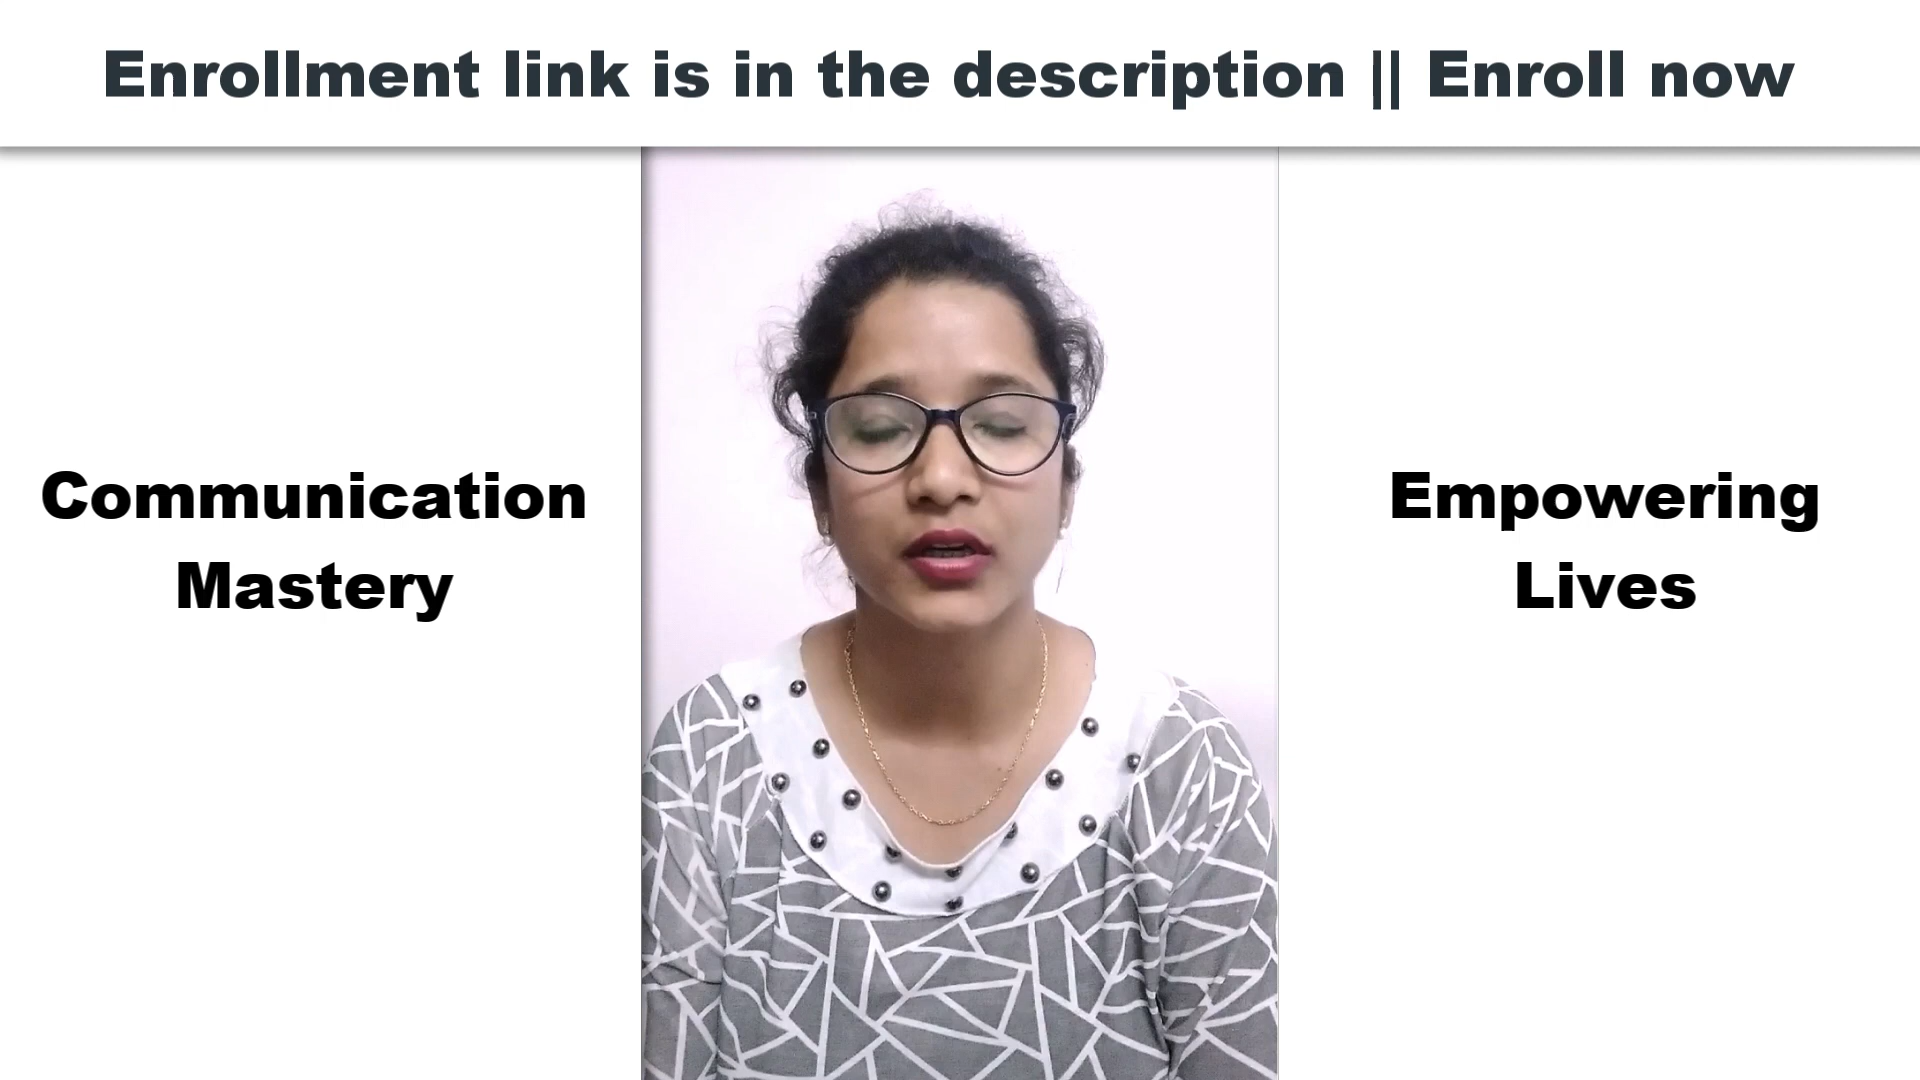 Enrollment link is in the description || Enroll now
Communication
Mastery
Empowering
Lives